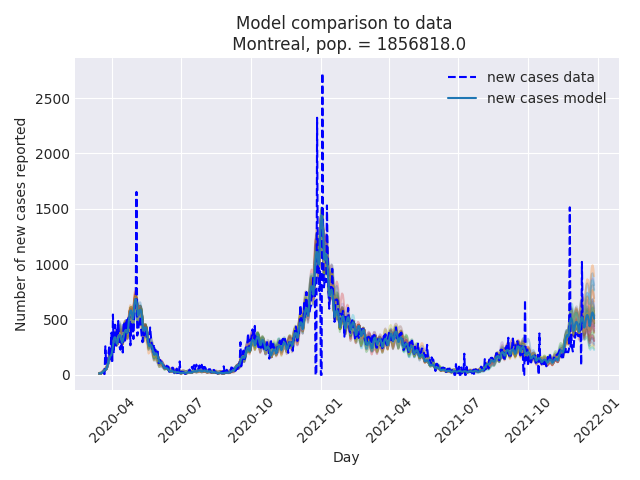 Model comparison to data
Montreal, pop. = 1856818.0
new cases data
new cases model
Number of new cases reported
2500
2000
1500
1000
500
0
2020-04
2020-07
2020-10
2021-01
2021-04
2021-07
2021-10
2022-01
Day